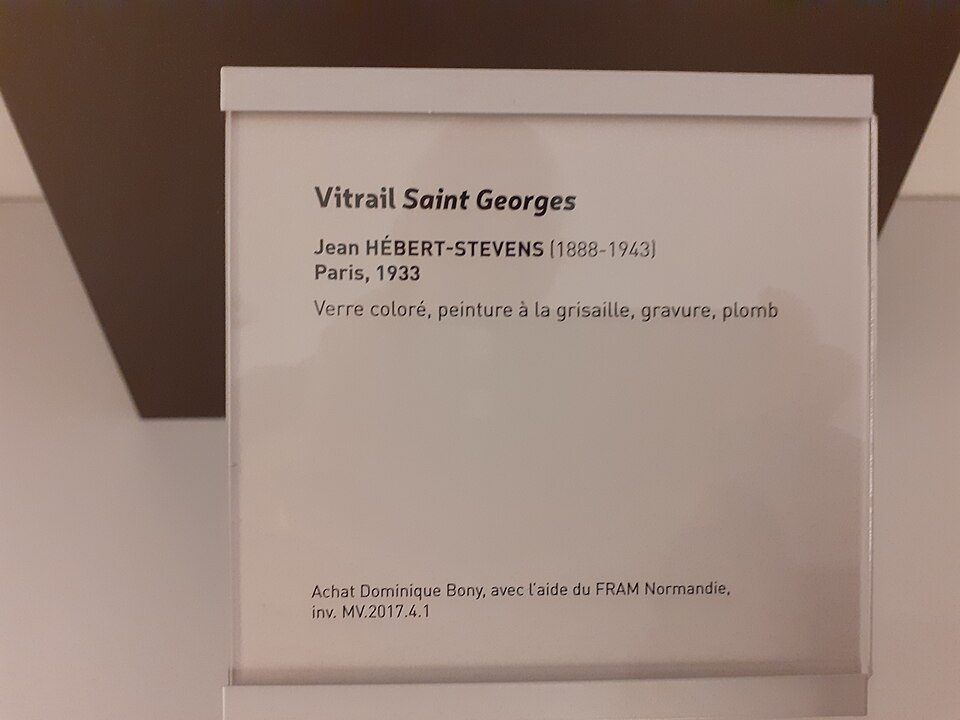 Vitrail Saint Georges
Jean HÉBERT-STEVENS (1888-1943)
Paris, 1933
Verre coloré, peinture à la grisaille, gravure, plomb
Achat Dominique Bony, avec l'aide du FRAM Normandie,
inv. MV.2017.4.1